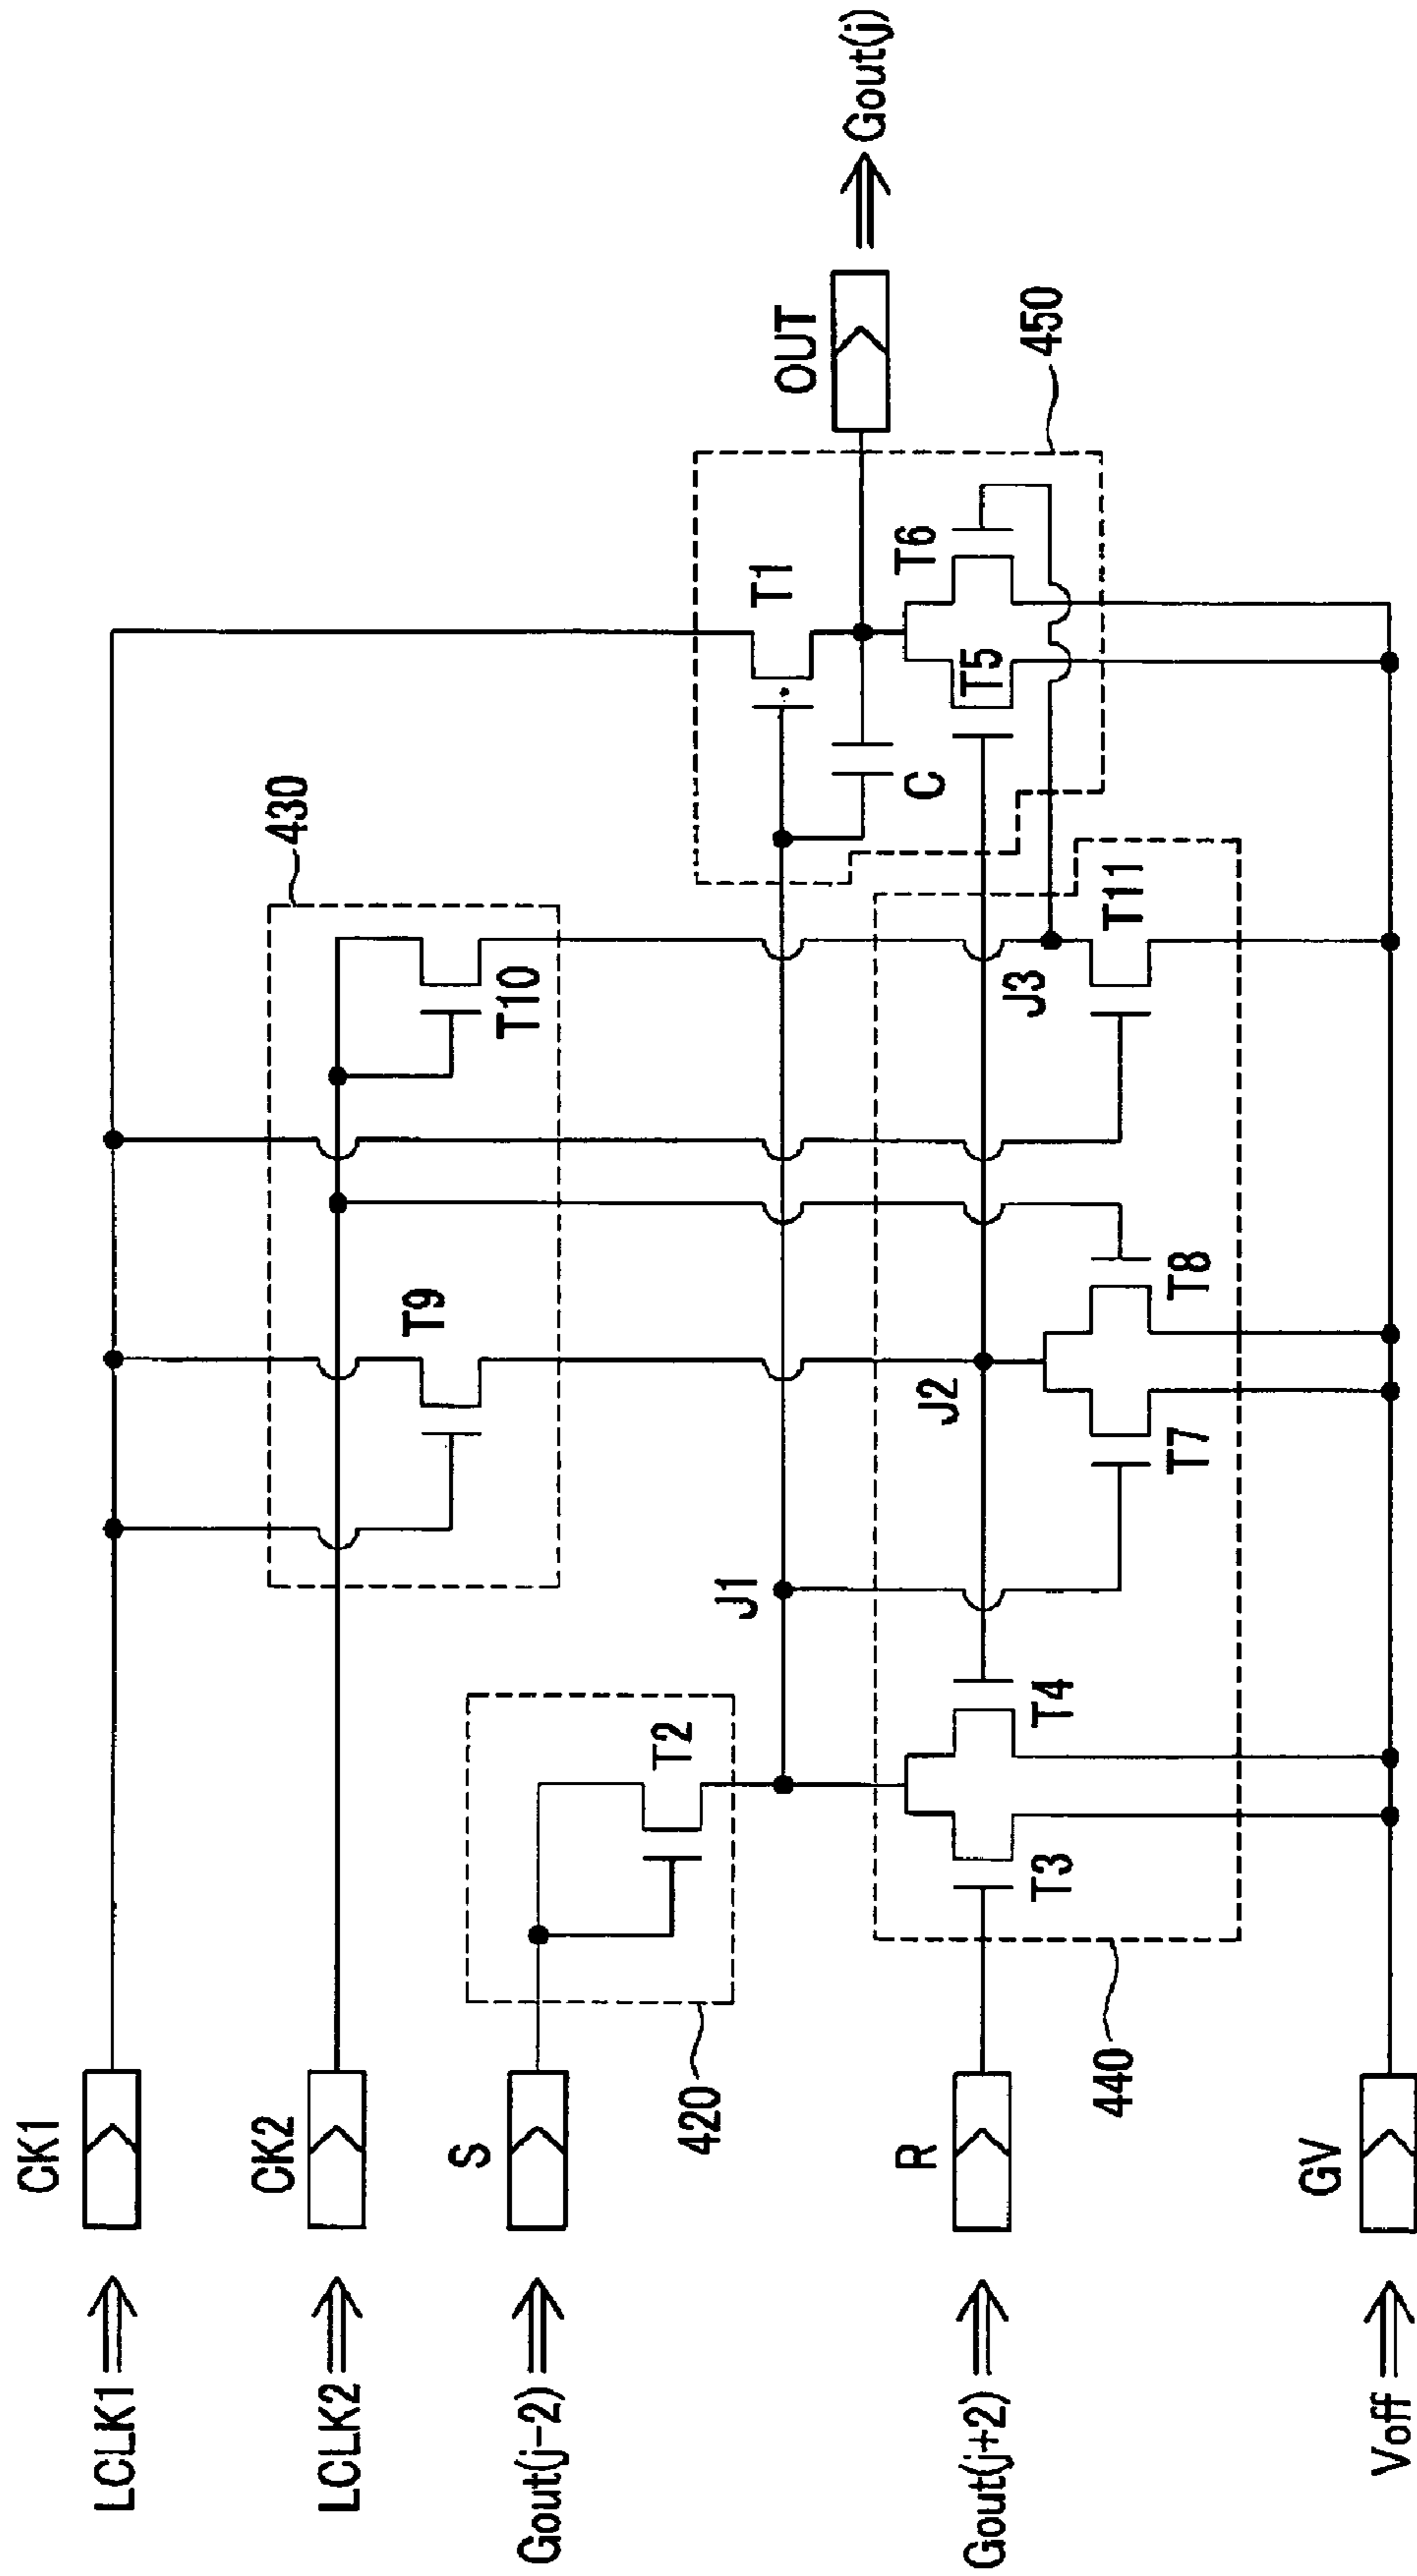 LCLK1
CK1
LCLK2
CK2
430
T9
T10
Gout(j-2)
S
420
T2
J1
T1
C
OUT
Gout(j)
450
T5
T6
Gout(j+2)
R
440
T3
T4
J2
T7
T8
J3
T11
Voff
GV